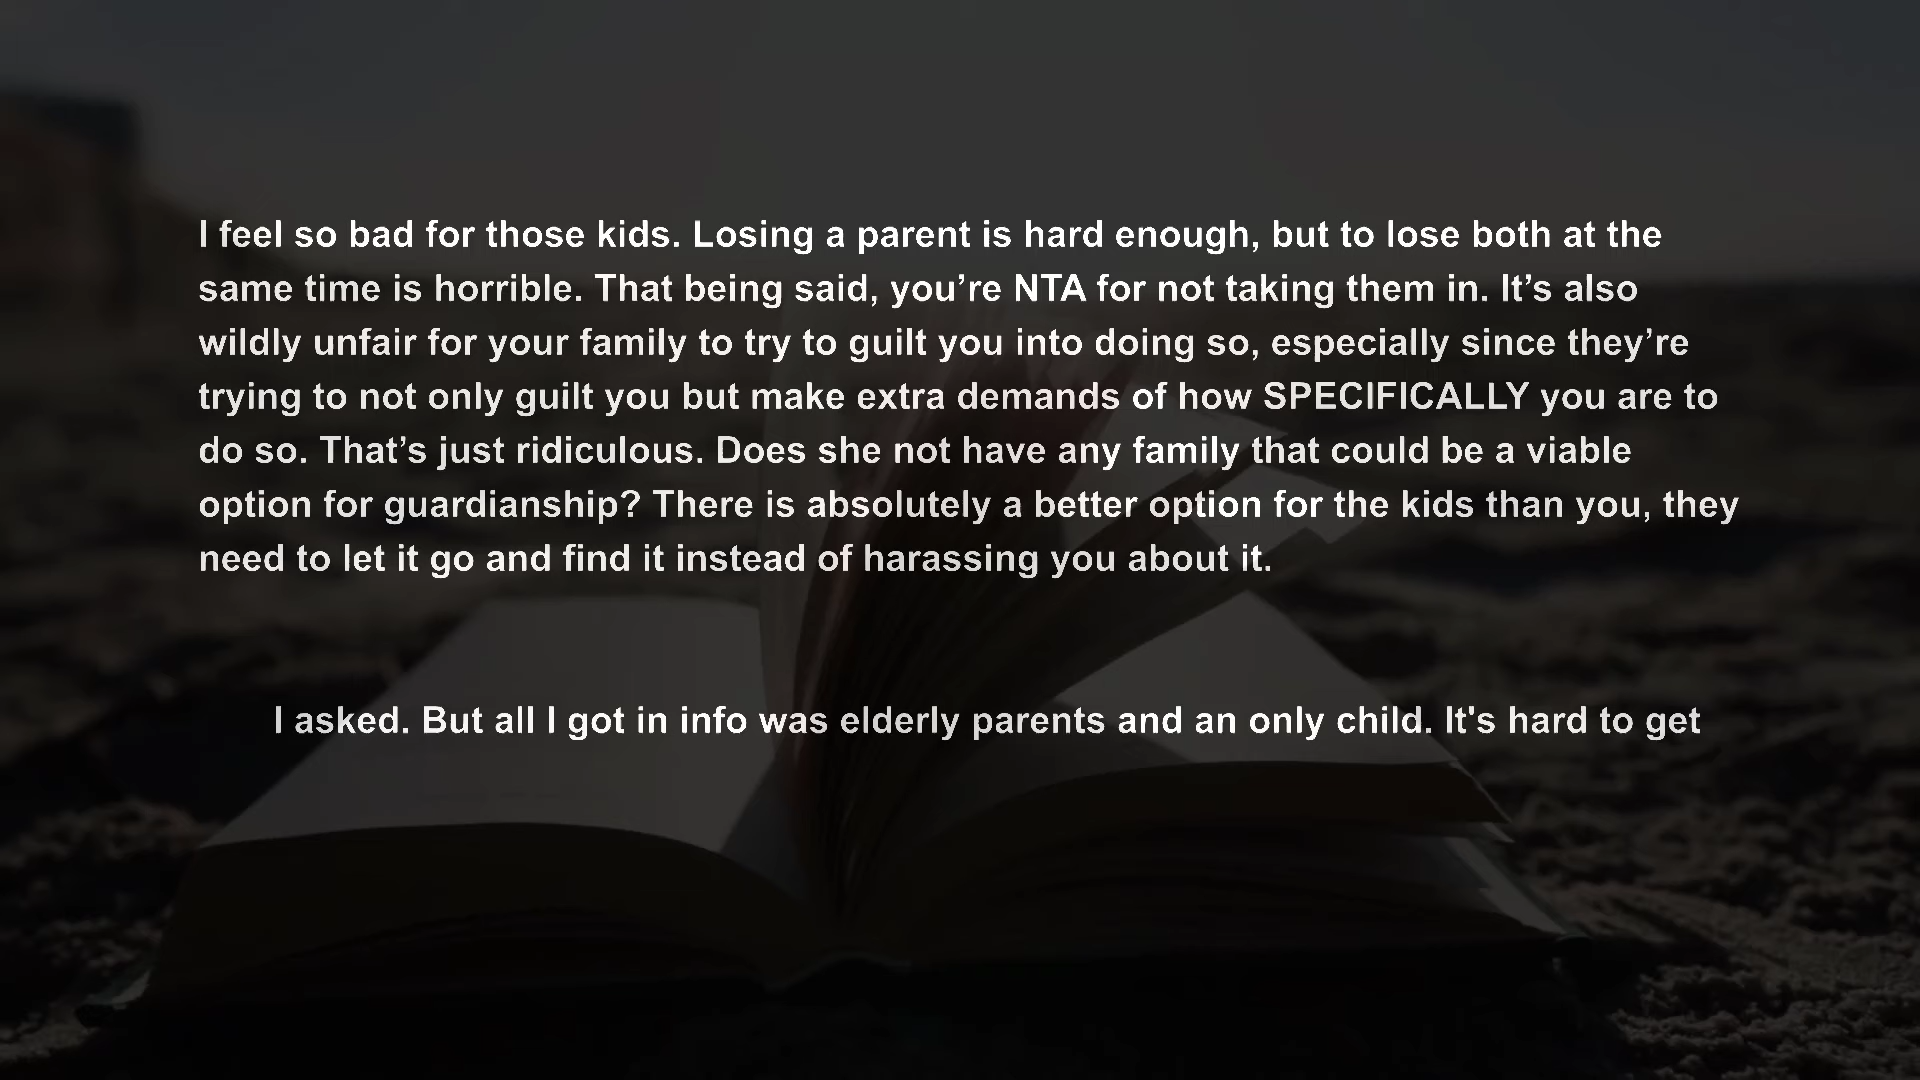 I feel so bad for those kids. Losing a parent is hard enough, but to lose both at the
same time is horrible. That being said, you’re NTA for not taking them in. It’s also
wildly unfair for your family to try to guilt you into doing so, especially since they’re
trying to not only guilt you but make extra demands of how SPECIFICALLY you are to
do so. That’s just ridiculous. Does she not have any family that could be a viable
option for guardianship? There is absolutely a better option for the kids than you, they
need to let it go and find it instead of harassing you about it.
I asked. But all I got in info was elderly parents and an only child. It's hard to get